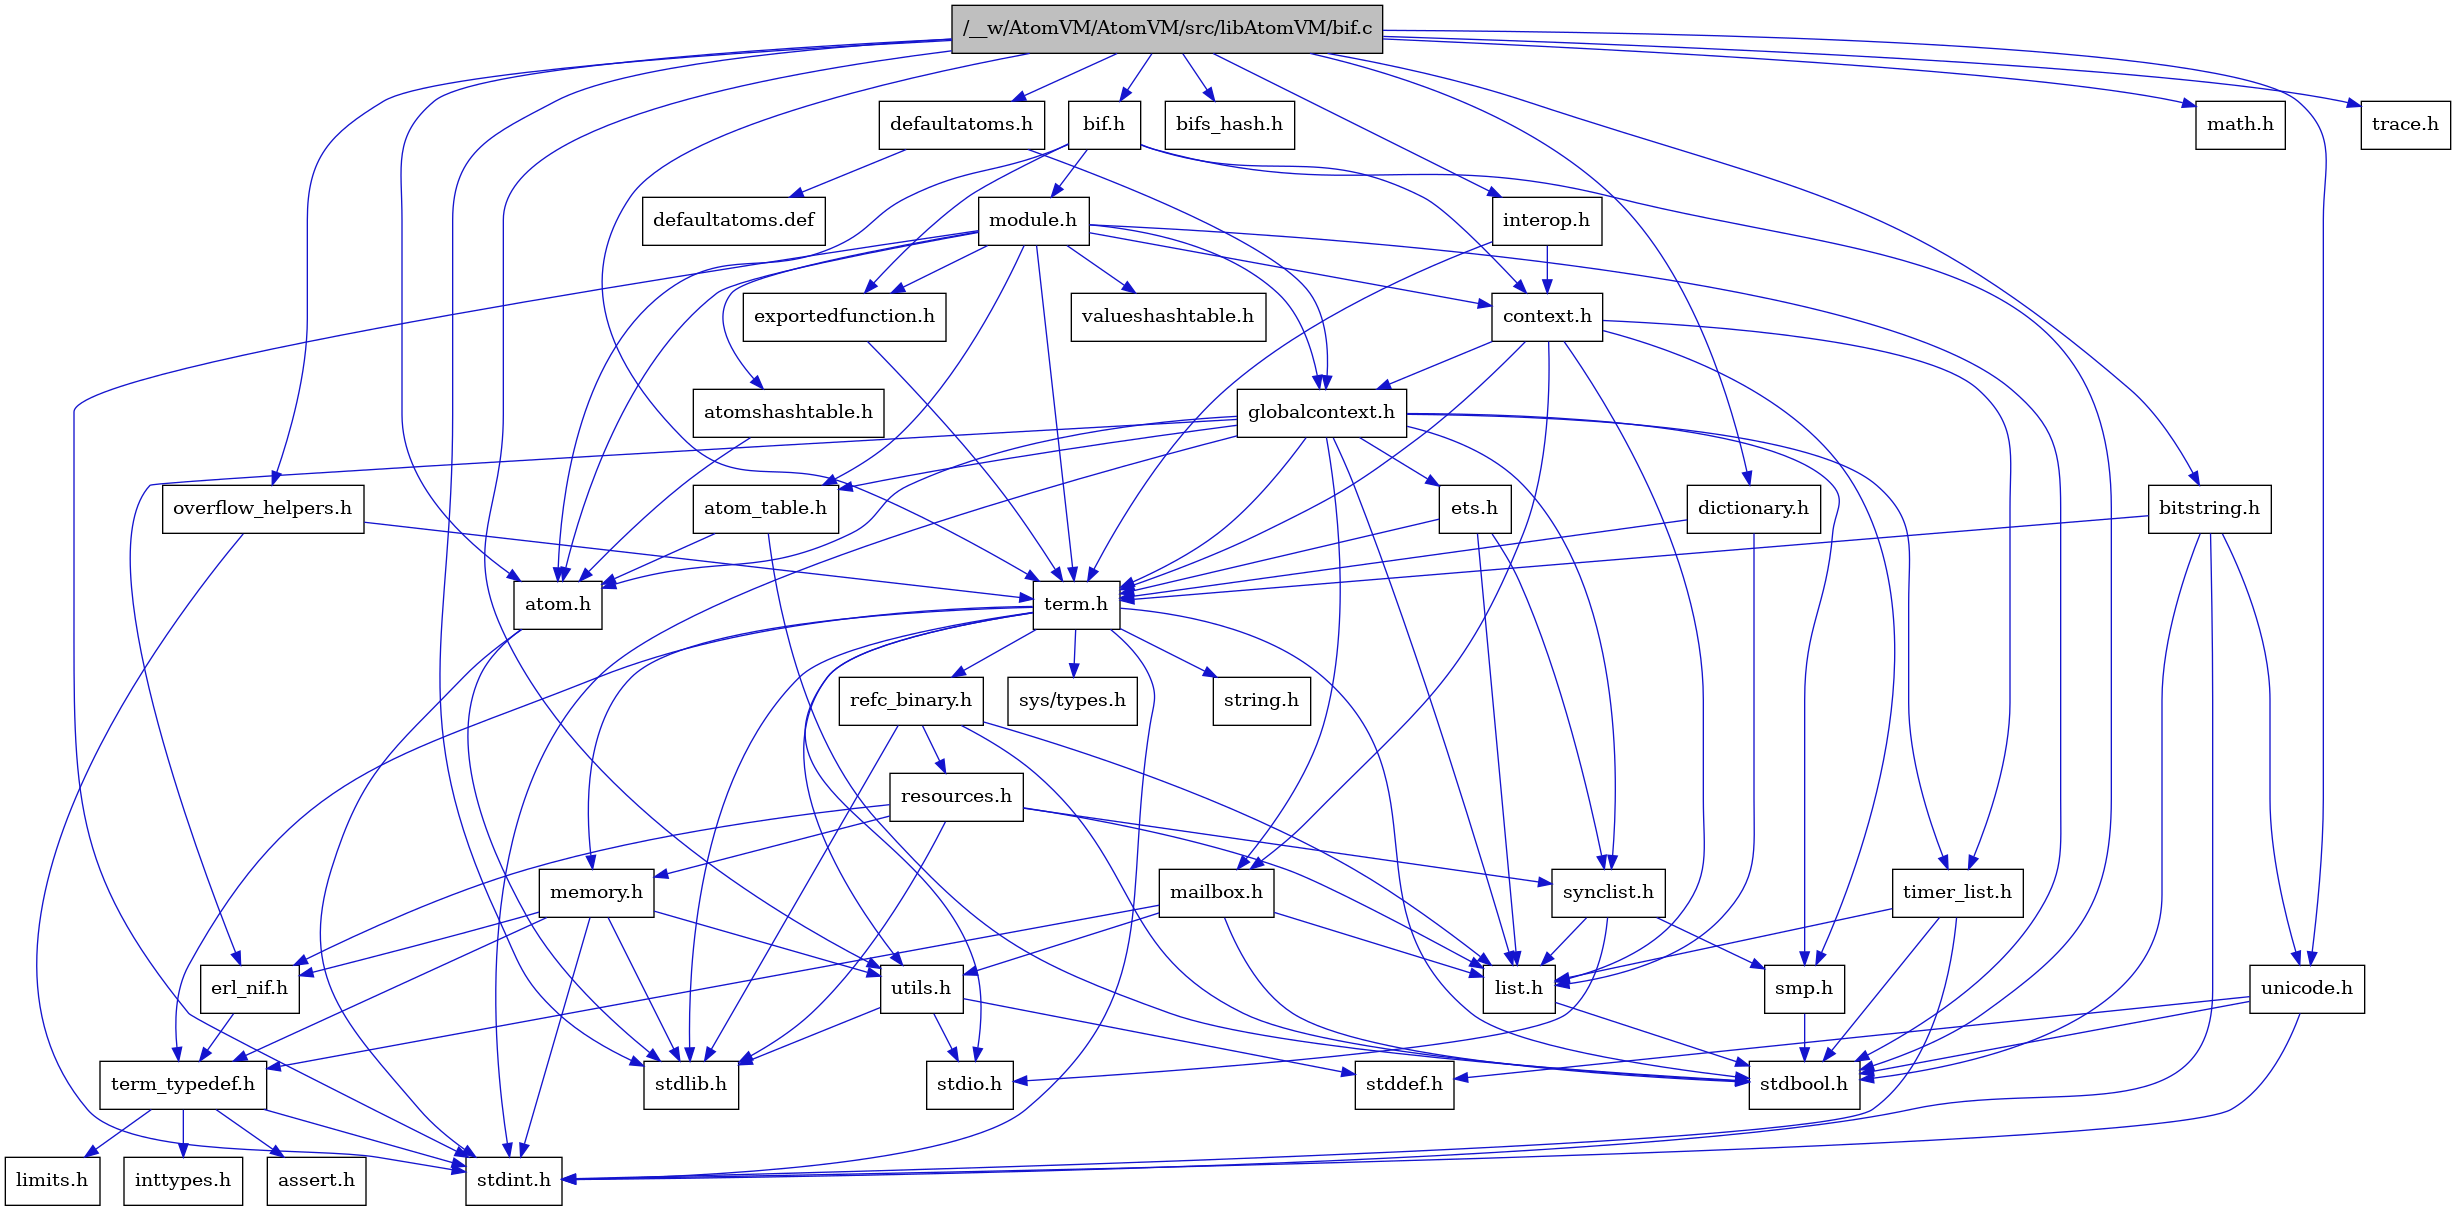 /__w/AtomVM/AtomVM/src/libAtomVM/bif.c
defaultatoms.h
bif.h
bifs_hash.h
math.h
trace.h
defaultatoms.def
module.h
interop.h
exportedfunction.h
valueshashtable.h
context.h
atomshashtable.h
globalcontext.h
overflow_helpers.h
atom_table.h
ets.h
dictionary.h
bitstring.h
atom.h
term.h
refc_binary.h
sys/types.h
string.h
resources.h
memory.h
mailbox.h
synclist.h
timer_list.h
erl_nif.h
utils.h
list.h
smp.h
unicode.h
term_typedef.h
stdlib.h
stdio.h
stddef.h
stdbool.h
limits.h
inttypes.h
assert.h
stdint.h